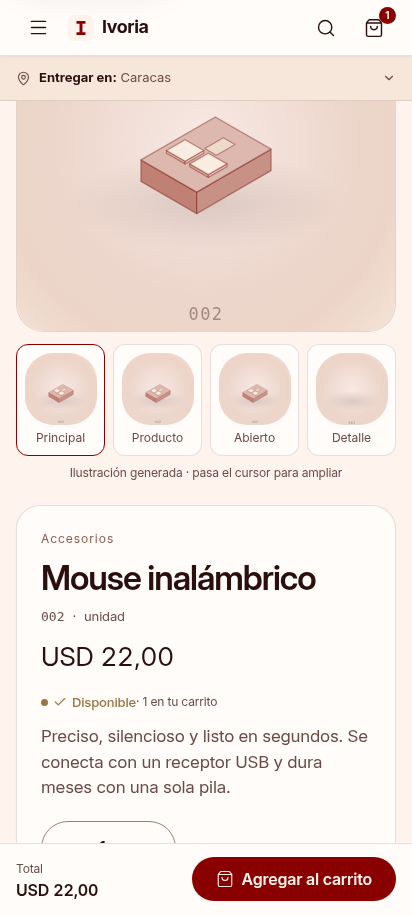 I Ivoria 1
Entregar en: Caracas
002
Principal Producto Abierto Detalle
Ilustración generada · pasa el cursor para ampliar
Accesorios
Mouse inalámbrico
002 · unidad
USD 22,00
Disponible · 1 en tu carrito
Preciso, silencioso y listo en segundos. Se
conecta con un receptor USB y dura
meses con una sola pila.
Total
USD 22,00
Agregar al carrito